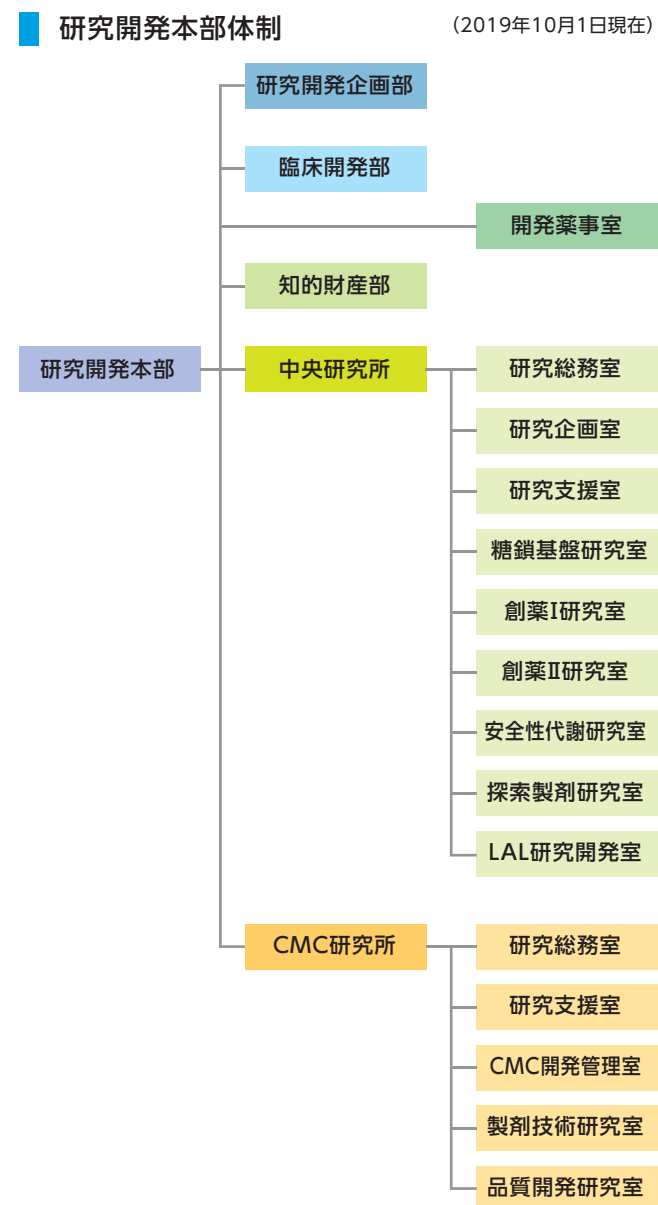 研究開発本部体制
（2019年10月1日現在）
研究開発企画部
臨床開発部
開発薬事室
知的財産部
研究開発本部
中央研究所
研究総務室
研究企画室
研究支援室
糖鎖基盤研究室
創薬Ⅰ研究室
創薬Ⅱ研究室
安全性代謝研究室
探索製剤研究室
LAL研究開発室
CMC研究所
研究総務室
研究支援室
CMC開発管理室
製剤技術研究室
品質開発研究室